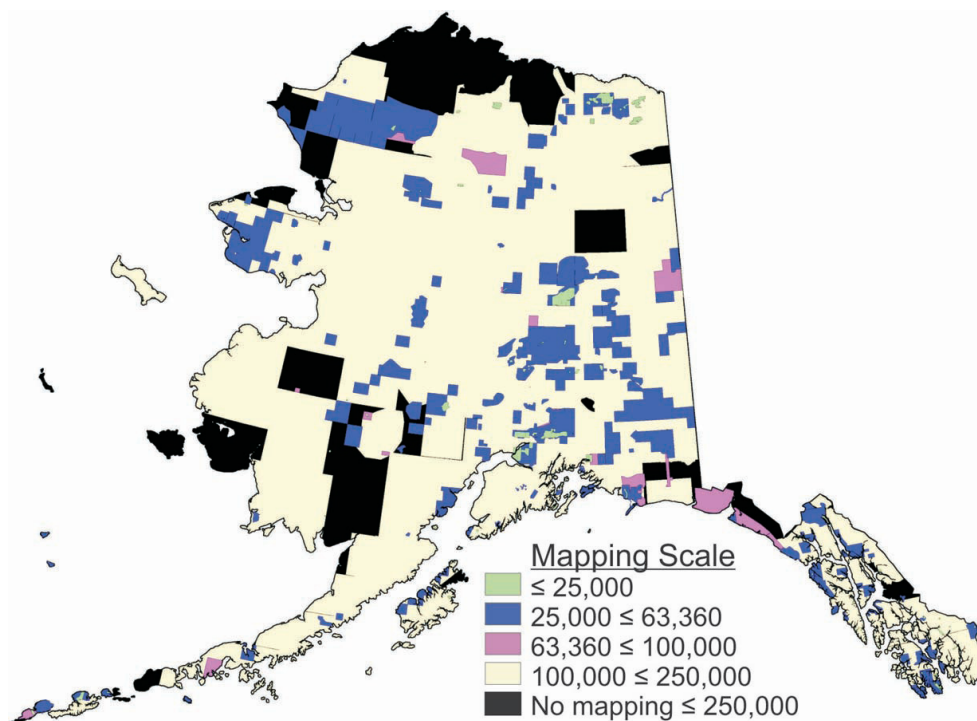 Mapping Scale
≤ 25,000
25,000 ≤ 63,360
63,360 ≤ 100,000
100,000 ≤ 250,000
No mapping ≤ 250,000